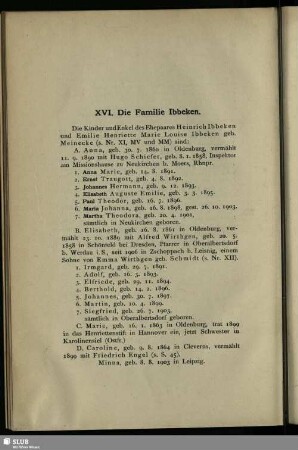 XVI. Die Familie Ibbeken.
Die Kinder und Enkel des Ehepaares Heinrich Ibbeken
und Emilie Henriette Marie Louise Ibbeken geb.
Meinecke (s. Nr. XI, MV und MM) sind:
A. Anna, geb. 30. 7. 1860 in Oldenburg, vermählt
11. 9. 1890 mit Hugo Schiefer, geb. 8. 1. 1858, Inspektor
am Missionshause zu Neukirchen b. Moers, Rhnpr.
1. Anna Marie, geb. 14. 8. 1891.
2. Ernst Traugott, geb. 4. 8. 1892.
3. Johannes Hermann, geb. 9. 12. 1893.
4. Elisabeth Auguste Emilie, geb. 3. 3. 1895.
5. Paul Theodor, geb. 16. 7. 1896.
6. Maria Johanna, geb. 16. 8. 1898, gest. 26. 10. 1903.
7. Martha Theodora, geb. 20. 4. 1902,
sämtlich in Neukirchen geboren.
B. Elisabeth, geb. 26. 8. 1861 in Oldenburg, ver-
mählt 23. 10. 1889 mit Alfred Wirthgen, geb. 20. 3.
1858 in Schönfeld bei Dresden, Pfarrer in Oberalbertsdorf
b. Werdau i. S., seit 1906 in Zschoppach b. Leisnig, einem
Sohne von Emma Wirthgen geb. Schmidt (s. Nr. XII).
1. Irmgard, geb. 29. 7. 1891.
2. Adolf, geb. 16. 3. 1893.
3. Elfriede, geb. 29. 11. 1894.
4. Berthold, geb. 14. 2. 1896.
5. Johannes, geb. 30. 7. 1897.
6. Martin, geb. 10. 4. 1899.
7. Siegfried, geb. 26. 7. 1903,
sämtlich in Oberalbertsdorf geboren.
C. Maria, geb. 16. 1. 1863 in Oldenburg, trat 1899
in das Henriettenstift in Hannover ein, jetzt Schwester in
Karolinensiel (Ostfr.)
D. Caroline, geb. 9. 8. 1864 in Cleverns, vermählt
1899 mit Friedrich Engel (s. S. 45).
Minna, geb. 8. 8. 1903 in Leipzig.
SLUB